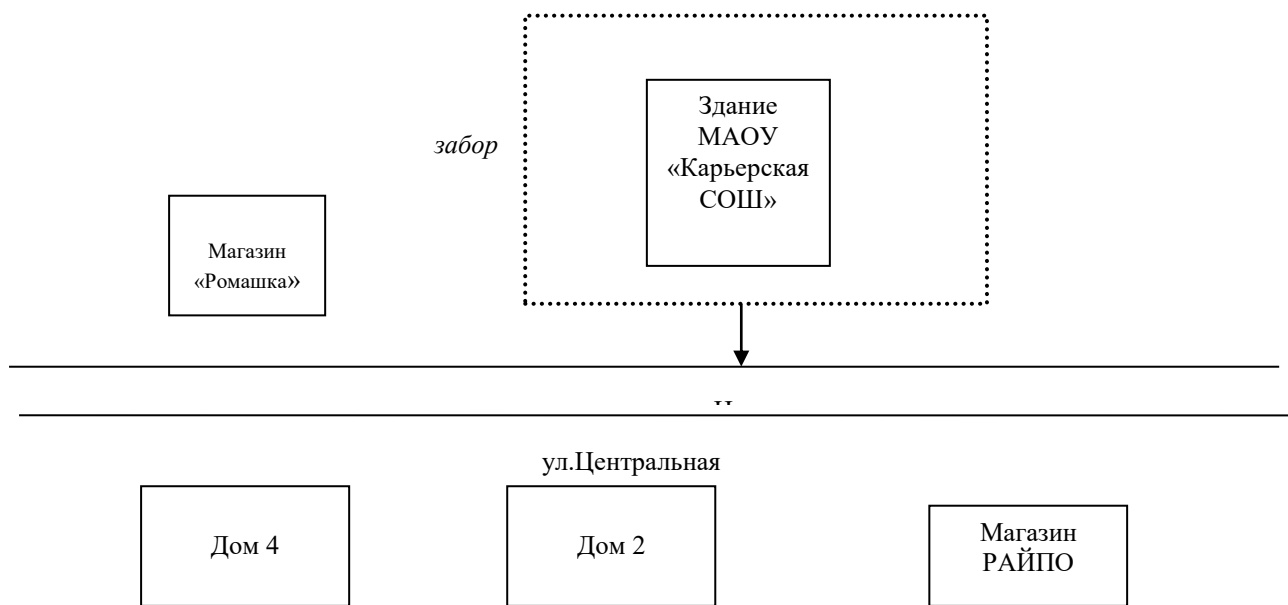 Здание
МАОУ
«Карьерская
СОШ»
забор
Магазин
«Ромашка»
ул.Центральная
Дом 4
Дом 2
Магазин
РАЙПО